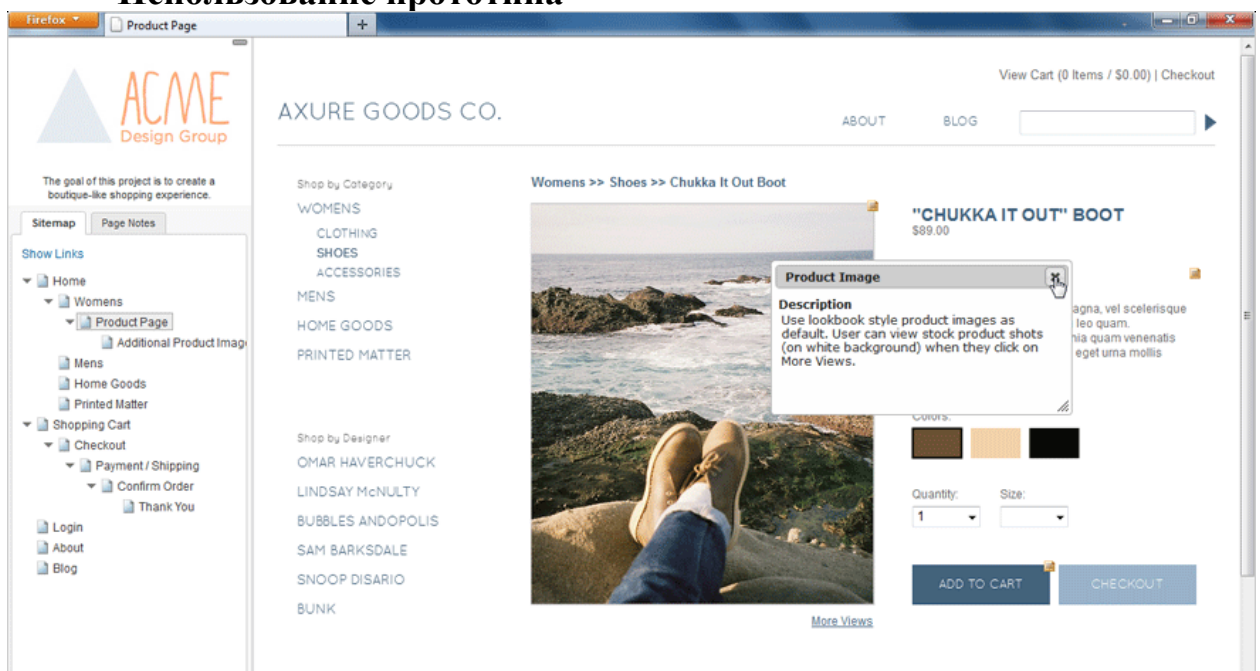 Использование прототипа
Firefox
Product Page
+
ACME
Design Group
The goal of this project is to create a
boutique-like shopping experience.
Sitemap
Page Notes
Show Links
Home
Womens
Product Page
Additional Product Imag
Mens
Home Goods
Printed Matter
Shopping Cart
Checkout
Payment / Shipping
Confirm Order
Thank You
Login
About
Blog
View Cart (0 Items / $0.00) | Checkout
AXURE GOODS CO.
ABOUT
BLOG
Shop by Category
WOMENS
CLOTHING
SHOES
ACCESSORIES
MENS
HOME GOODS
PRINTED MATTER
Shop by Designer
OMAR HAVERCHUCK
LINDSAY McNULTY
BUBBLES ANDOPOLIS
SAM BARKSDALE
SNOOP DISARIO
BUNK
Womens >> Shoes >> Chukka It Out Boot
More Views
"CHUKKA IT OUT" BOOT
$89.00
Product Image
Description
Use lookbook style product images as
default. User can view stock product shots
(on white background) when they click on
More Views.
agna, vel scelerisque
leo quam.
nia quam venenatis
eget urna mollis
Colors:
Quantity:
Size:
1
ADD TO CART
CHECKOUT